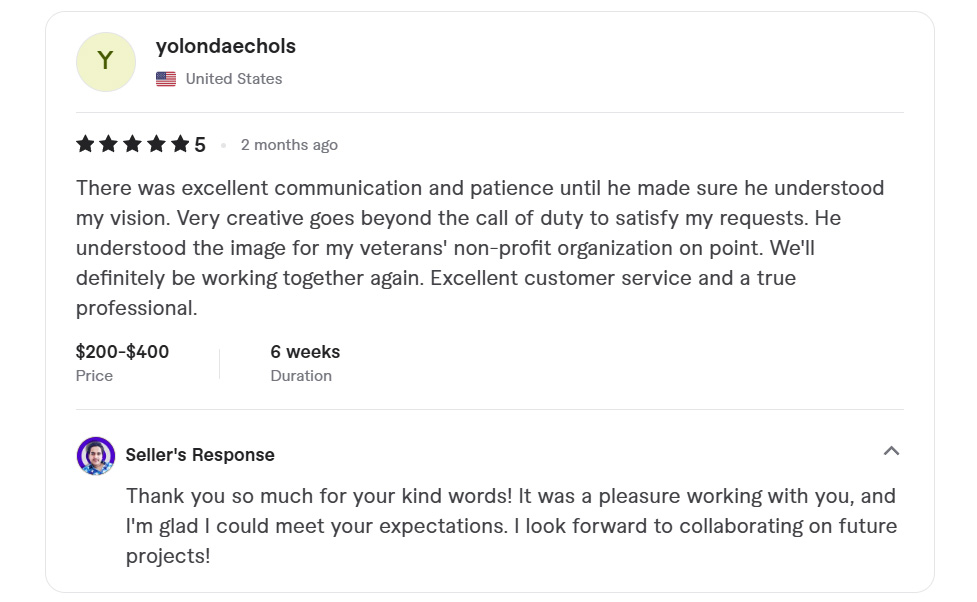 Y
yolondaechols
United States
5
2 months ago
There was excellent communication and patience until he made sure he understood
my vision. Very creative goes beyond the call of duty to satisfy my requests. He
understood the image for my veterans' non-profit organization on point. We'll
definitely be working together again. Excellent customer service and a true
professional.
$200-$400
Price
6 weeks
Duration
Seller's Response
Thank you so much for your kind words! It was a pleasure working with you, and
I'm glad I could meet your expectations. I look forward to collaborating on future
projects!